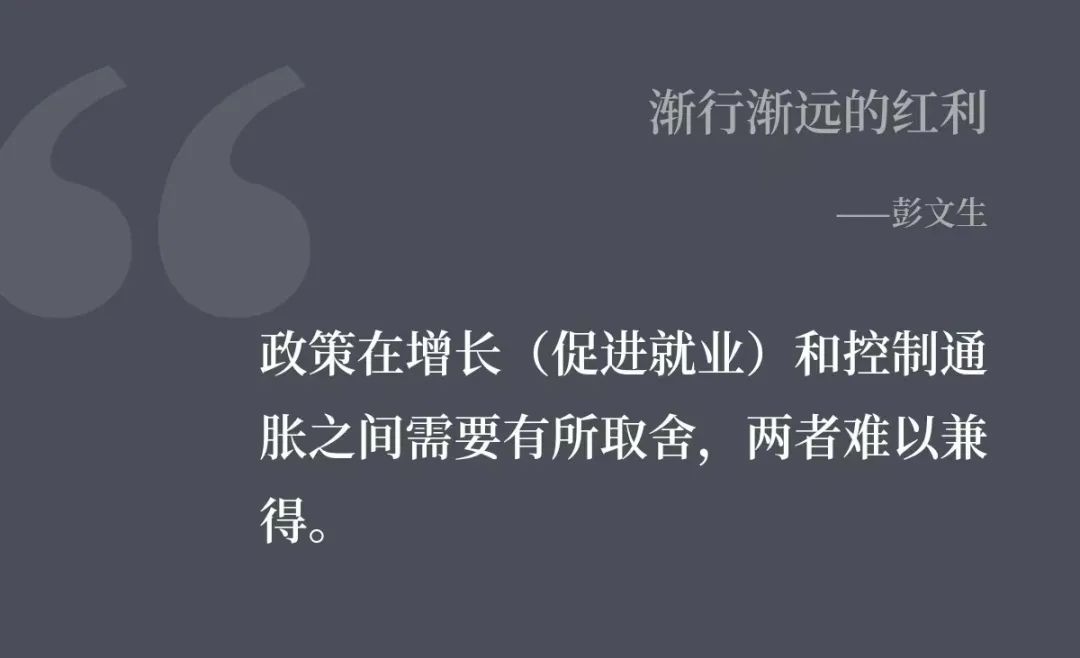 渐行渐远的红利
——彭文生
政策在增长（促进就业）和控制通
胀之间需要有所取舍，两者难以兼
得。